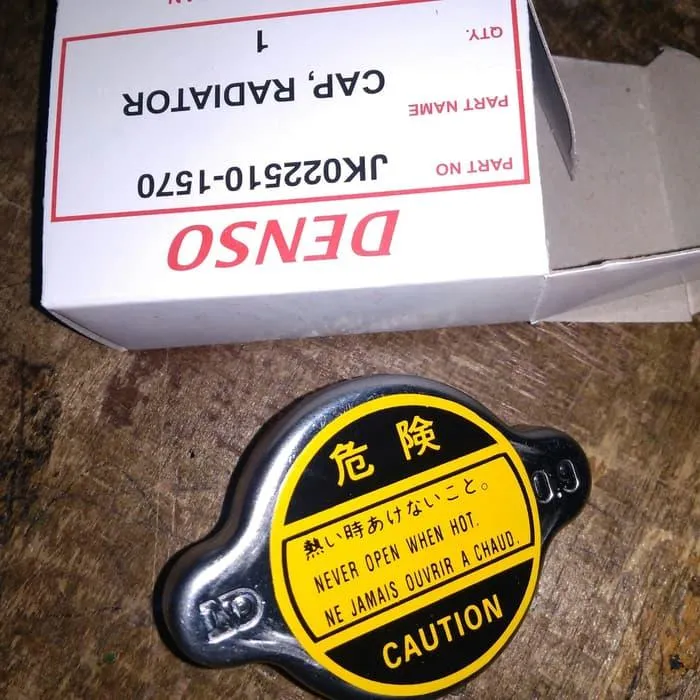 DENSO
PART NO JK022510-1570
PART NAME CAP, RADIATOR
QTY. 1
危険
熱い時あけないこと。
NEVER OPEN WHEN HOT.
NE JAMAIS OUVRIR A CHAUD.
CAUTION
ND
0.9